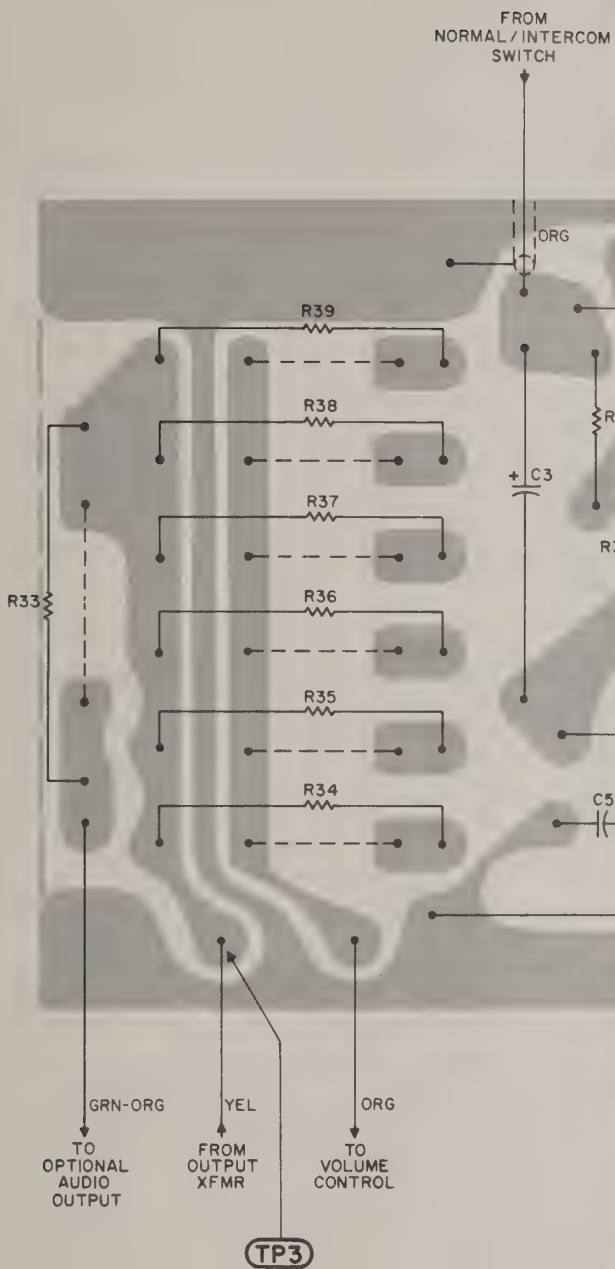 FROM
NORMAL/INTERCOM
SWITCH
ORG
R39
R38
R37
+ C3
R33
R36
R35
R34
C5
GRN-ORG
YEL
ORG
TO
OPTIONAL
AUDIO
OUTPUT
FROM
OUTPUT
XFMR
TO
VOLUME
CONTROL
TP3